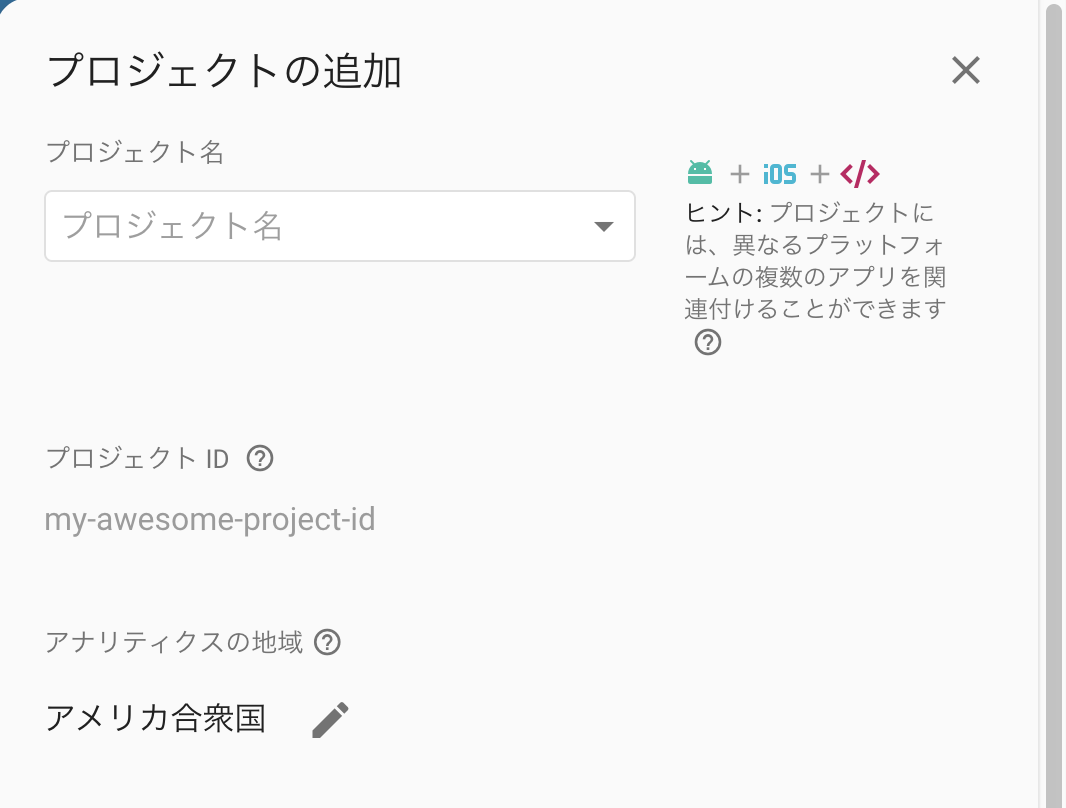 プロジェクトの追加
プロジェクト名
プロジェクト名
+ iOS + </>
ヒント: プロジェクトに
は、異なるプラットフォ
ームの複数のアプリを関
連付けることができます
プロジェクト ID
my-awesome-project-id
アナリティクスの地域
アメリカ合衆国